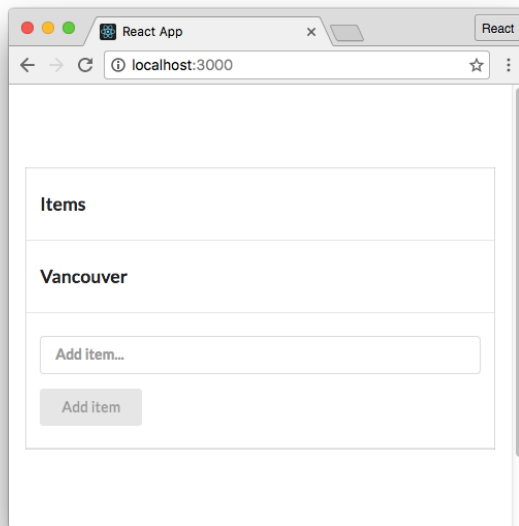 React App
React
localhost:3000
Items
Vancouver
Add item...
Add item